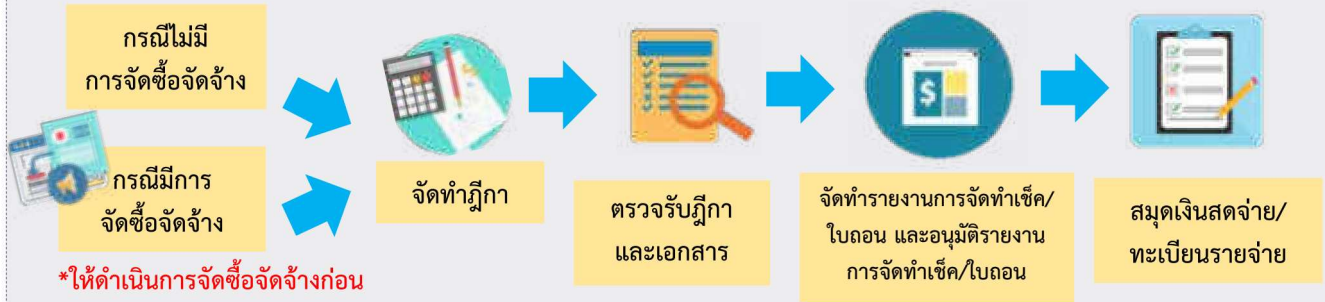 กรณีไม่มี
การจัดซื้อจัดจ้าง
กรณีมีการ
จัดซื้อจัดจ้าง
*ให้ดำเนินการจัดซื้อจัดจ้างก่อน
จัดทำฎีกา
ตรวจรับฎีกา
และเอกสาร
$
จัดทำรายงานการจัดทำเช็ค/
ใบถอน และอนุมัติรายงาน
การจัดทำเช็ค/ใบถอน
สมุดเงินสดจ่าย/
ทะเบียนรายจ่าย